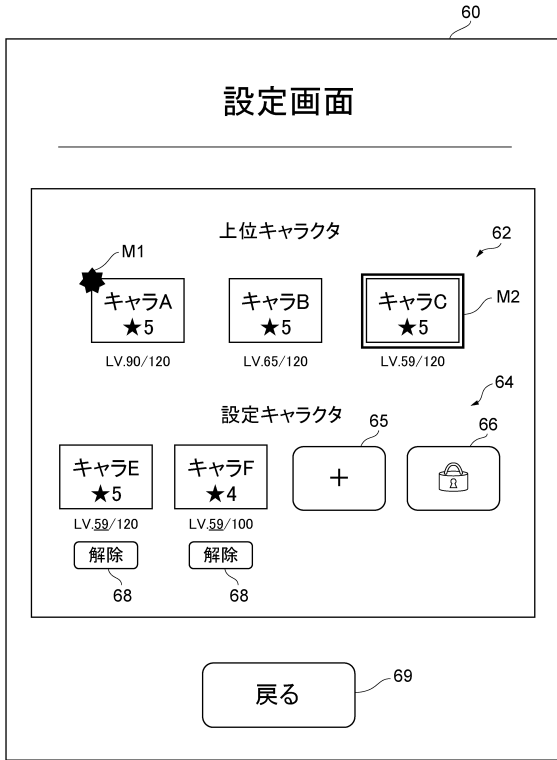 60
設定画面
上位キャラクタ
62
M1
キャラA
★5
LV.90/120
キャラB
★5
LV.65/120
キャラC
★5
LV.59/120
M2
設定キャラクタ
64
キャラE
★5
LV.59/120
解除
68
キャラF
★4
LV.59/100
解除
68
65
+
66
戻る
69